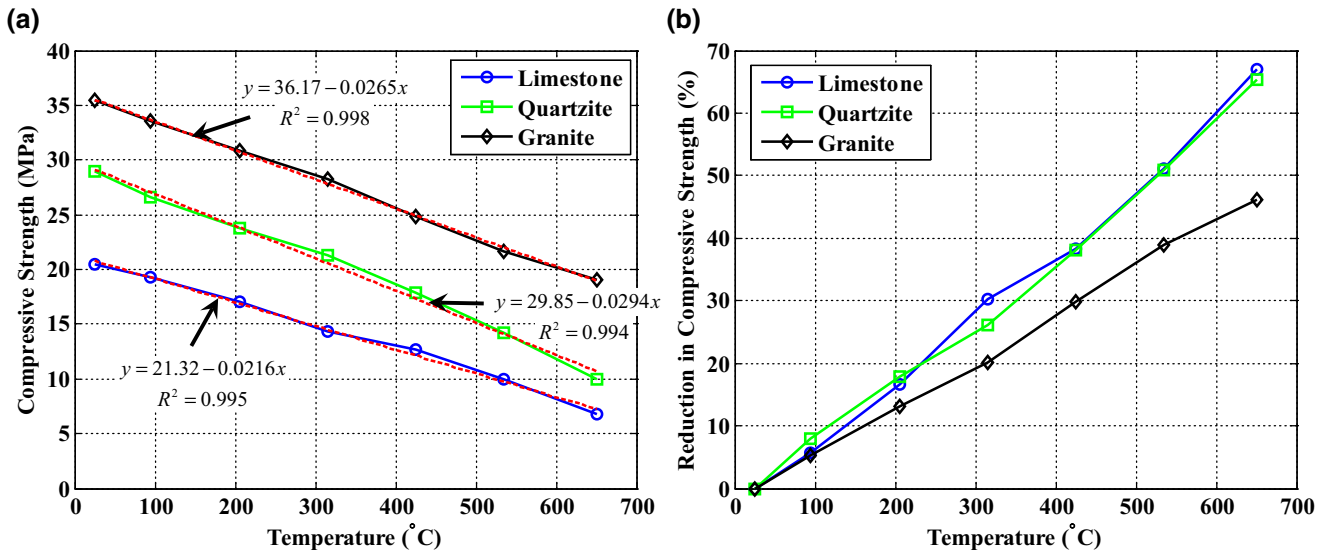 (a)
Compressive Strength (MPa)
40
35
30
25
20
15
10
5
0
0 100 200 300 400 500 600 700
Temperature (°C)
y = 36.17−0.0265x
R² = 0.998
Limestone
Quartzite
Granite
y = 29.85−0.0294x
R² = 0.994
y = 21.32−0.0216x
R² = 0.995
(b)
Reduction in Compressive Strength (%)
70
60
50
40
30
20
10
0
0 100 200 300 400 500 600 700
Temperature (°C)
Limestone
Quartzite
Granite